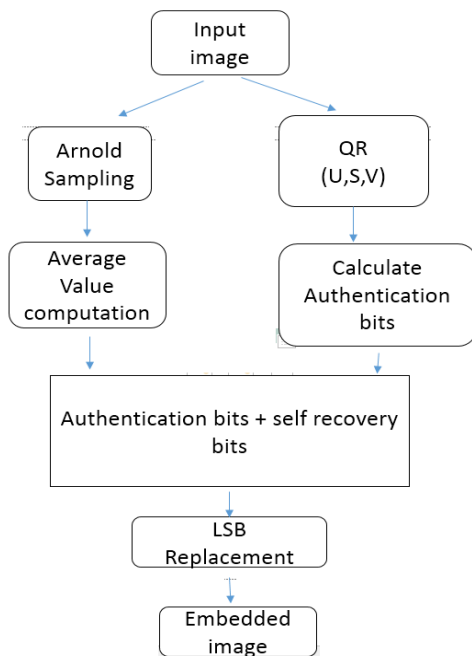 Input
image
Arnold
Sampling
QR
(U,S,V)
Average
Value
computation
Calculate
Authentication
bits
Authentication bits + self recovery
bits
LSB
Replacement
Embedded
image